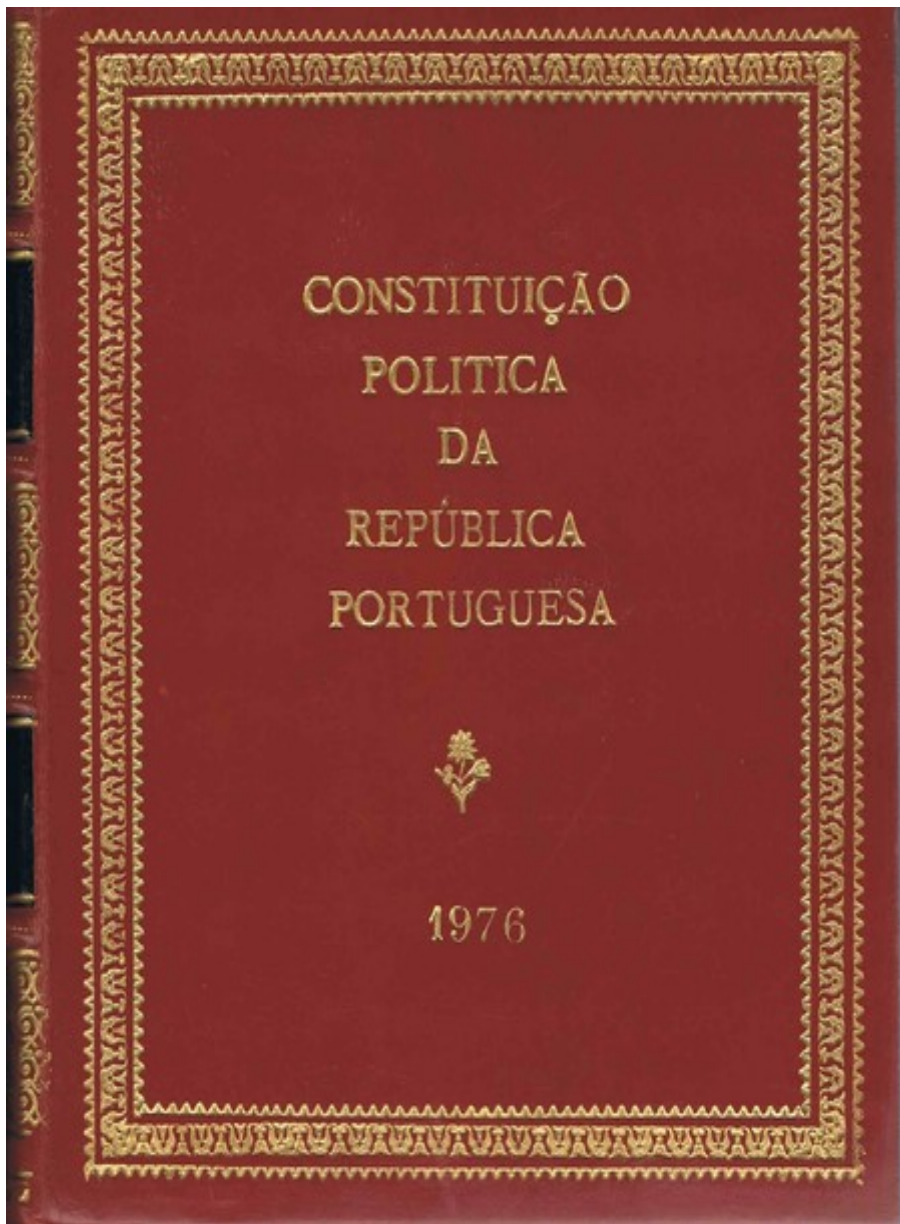 CONSTITUIÇÃO
POLITICA
DA
REPÚBLICA
PORTUGUESA
1976